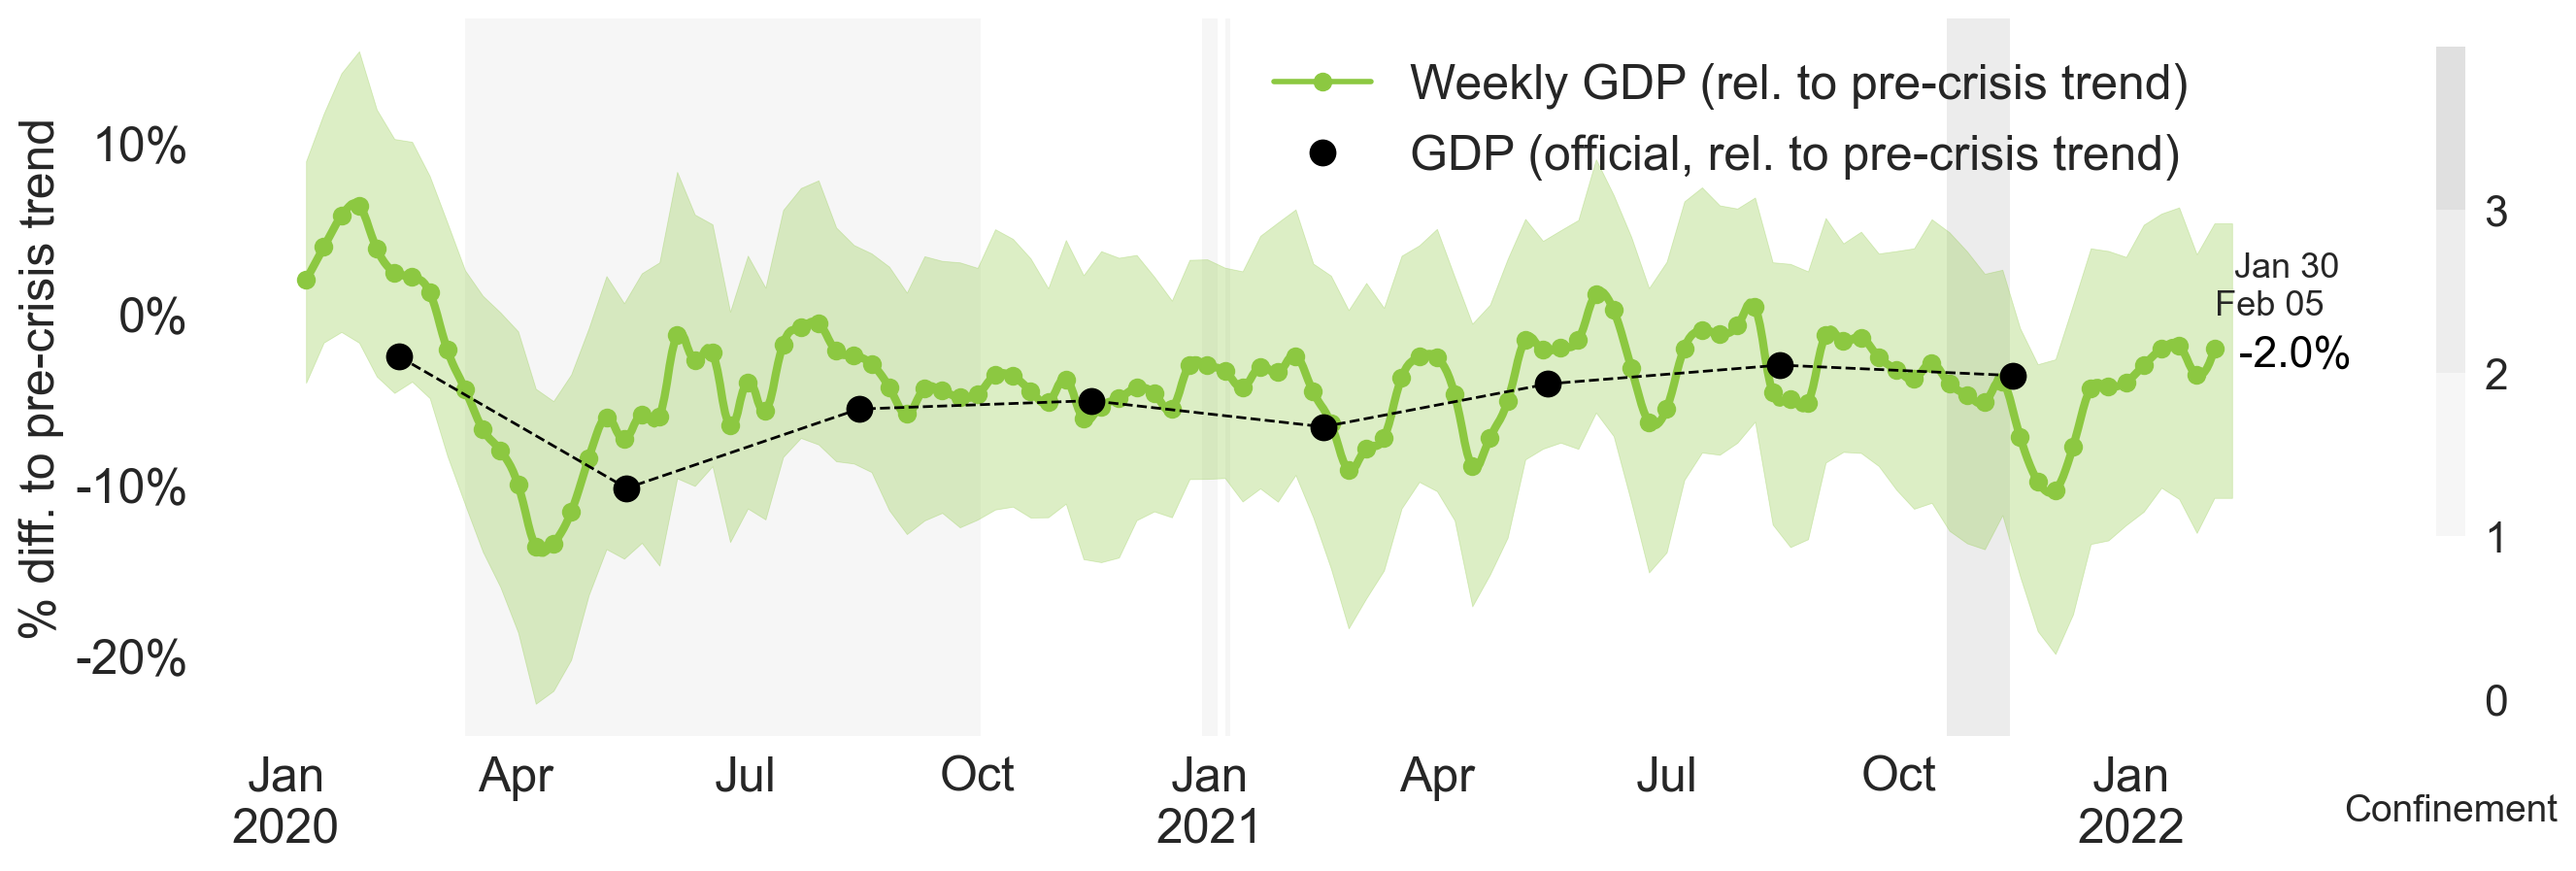 Weekly GDP (rel. to pre-crisis trend)
GDP (official, rel. to pre-crisis trend)
% diff. to pre-crisis trend
10%
0%
-10%
-20%
Jan 30
Feb 05
-2.0%
3
2
1
0
Jan Apr Jul Oct Jan Apr Jul Oct Jan
2020 2021 2022
Confinement